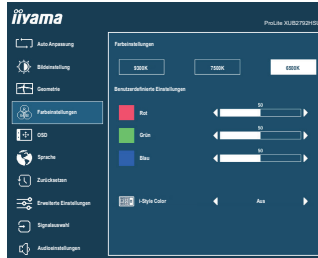 iiyama
ProLite XUB2792HSU
Auto Anpassung
Bildeinstellung
Geometrie
Farbeinstellungen
OSD
Sprache
Zurücksetzen
Erweiterte Einstellungen
Signalauswahl
Audioeinstellungen
Farbeinstellungen
9300K
7500K
6500K
Benutzerdefinierte Einstellungen
Rot
50
Grün
50
Blau
50
i-Style Color
Aus